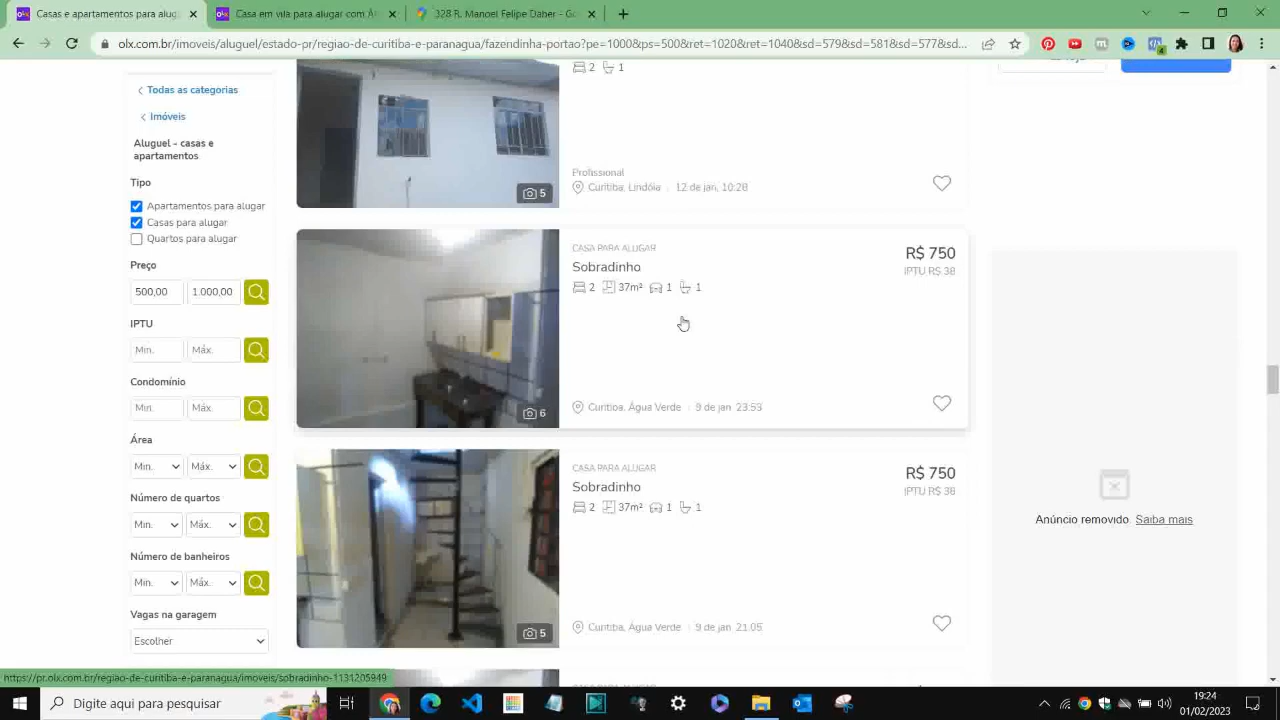 Casas e apartamentos para alug
Em vila para alugar com
328 R. Manoel Felipe Daber - Go
olx.com.br/imoveis/aluguel/estado-pr/regiao-de-curitiba-e-paranagua/fazendinha-portao?pe=1000&ps=500&ret=1020&ret=1040&sd=579&sd=581&sd=577&sd...
Todas as categorias
Imóveis
Aluguel - casas e
apartamentos
Tipo
Apartamentos para alugar
Casas para alugar
Quartos para alugar
Preço
500,00
1.000,00
IPTU
Min.
Máx.
Condomínio
Min.
Máx.
Área
Min.
Máx.
Número de quartos
Min.
Máx.
Número de banheiros
Min.
Máx.
Vagas na garagem
Escolher
2 1
5
Profissional
Curitiba, Lindóia | 12 de jan, 10:28
CASA PARA ALUGAR
R$ 750
Sobradinho
IPTU R$ 38
2 37m² 1 1
6
Curitiba, Água Verde | 9 de jan 23:53
CASA PARA ALUGAR
R$ 750
Sobradinho
IPTU R$ 38
2 37m² 1 1
5
Curitiba, Água Verde | 9 de jan 21:05
Anúncio removido. Saiba mais
https://pr.olx.com.br/regiao-de-curitiba-e-paranagua/imoveis/sobradinho-1131205949
Digite aqui para pesquisar
19:24
01/02/2023